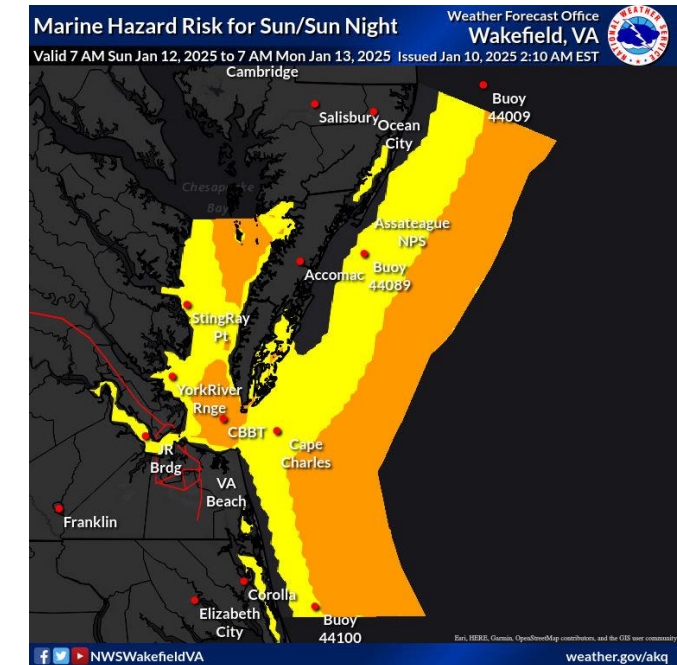 Marine Hazard Risk for Sun/Sun Night
Weather Forecast Office
Wakefield, VA
Valid 7 AM Sun Jan 12, 2025 to 7 AM Mon Jan 13, 2025 Issued Jan 10, 2025 2:10 AM EST
NATIONAL WEATHER SERVICE
Cambridge
Buoy
44009
Salisbury
Ocean
City
Chesapeake
Bay
Assateague
NPS
Accomac
Buoy
44089
StingRay
Pt
YorkRiver
Rnge
CBBT
Cape
Charles
JR
Brdg
VA
Beach
Franklin
Corolla
Elizabeth
City
Buoy
44100
Esri, HERE, Garmin, OpenStreetMap contributors, and the GIS user community
NWSWakefieldVA
weather.gov/akq